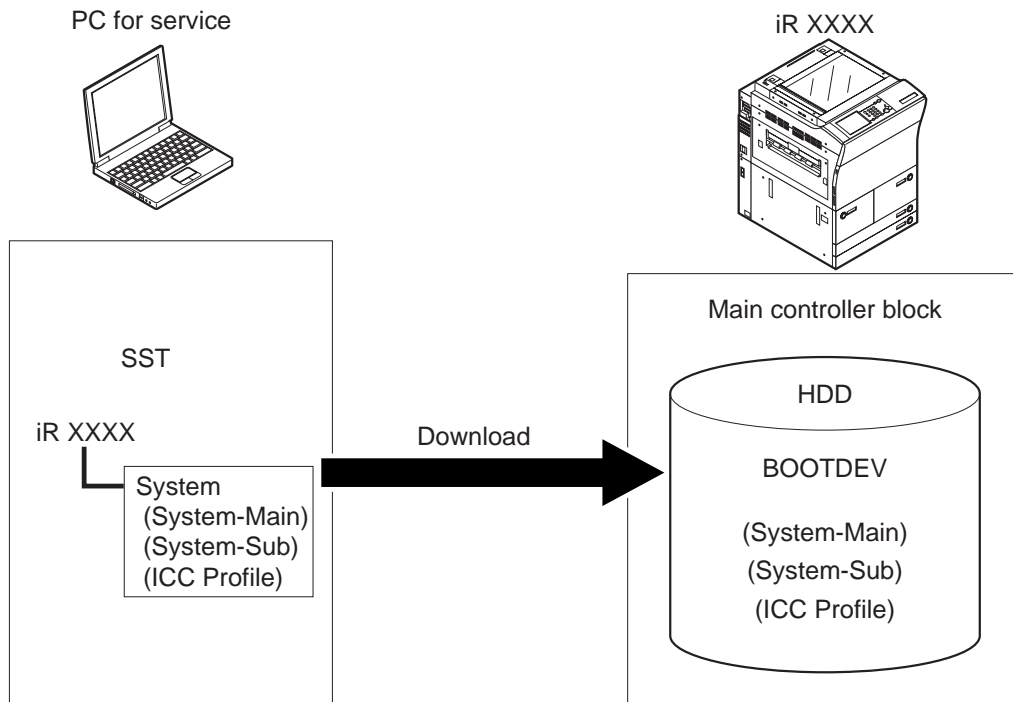 PC for service
iR XXXX
SST
iR XXXX
System
(System-Main)
(System-Sub)
(ICC Profile)
Download
Main controller block
HDD
BOOTDEV
(System-Main)
(System-Sub)
(ICC Profile)